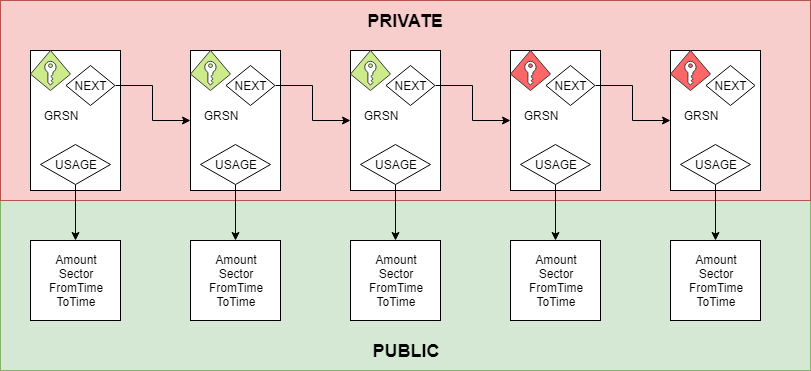 PRIVATE
NEXT NEXT NEXT NEXT NEXT
GRSN GRSN GRSN GRSN GRSN
USAGE USAGE USAGE USAGE USAGE
Amount Amount Amount Amount Amount
Sector Sector Sector Sector Sector
FromTime FromTime FromTime FromTime FromTime
ToTime ToTime ToTime ToTime ToTime
PUBLIC